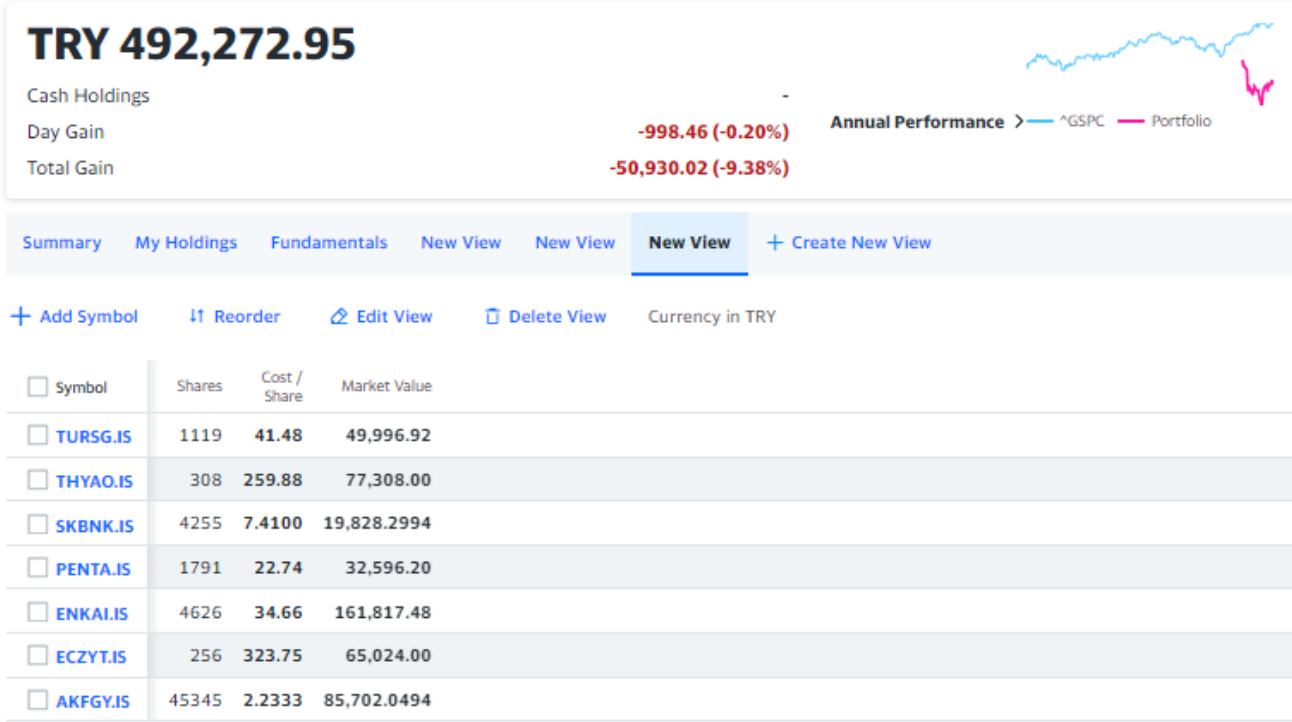 TRY 492,272.95
Cash Holdings -
Day Gain -998.46 (-0.20%)
Total Gain -50,930.02 (-9.38%)
Annual Performance > ^GSPC Portfolio
Summary My Holdings Fundamentals New View New View New View + Create New View
+ Add Symbol Reorder Edit View Delete View Currency in TRY
Symbol Shares Cost / Share Market Value
TURSG.IS 1119 41.48 49,996.92
THYAO.IS 308 259.88 77,308.00
SKBNK.IS 4255 7.4100 19,828.2994
PENTA.IS 1791 22.74 32,596.20
ENKAI.IS 4626 34.66 161,817.48
ECZYT.IS 256 323.75 65,024.00
AKFGY.IS 45345 2.2333 85,702.0494